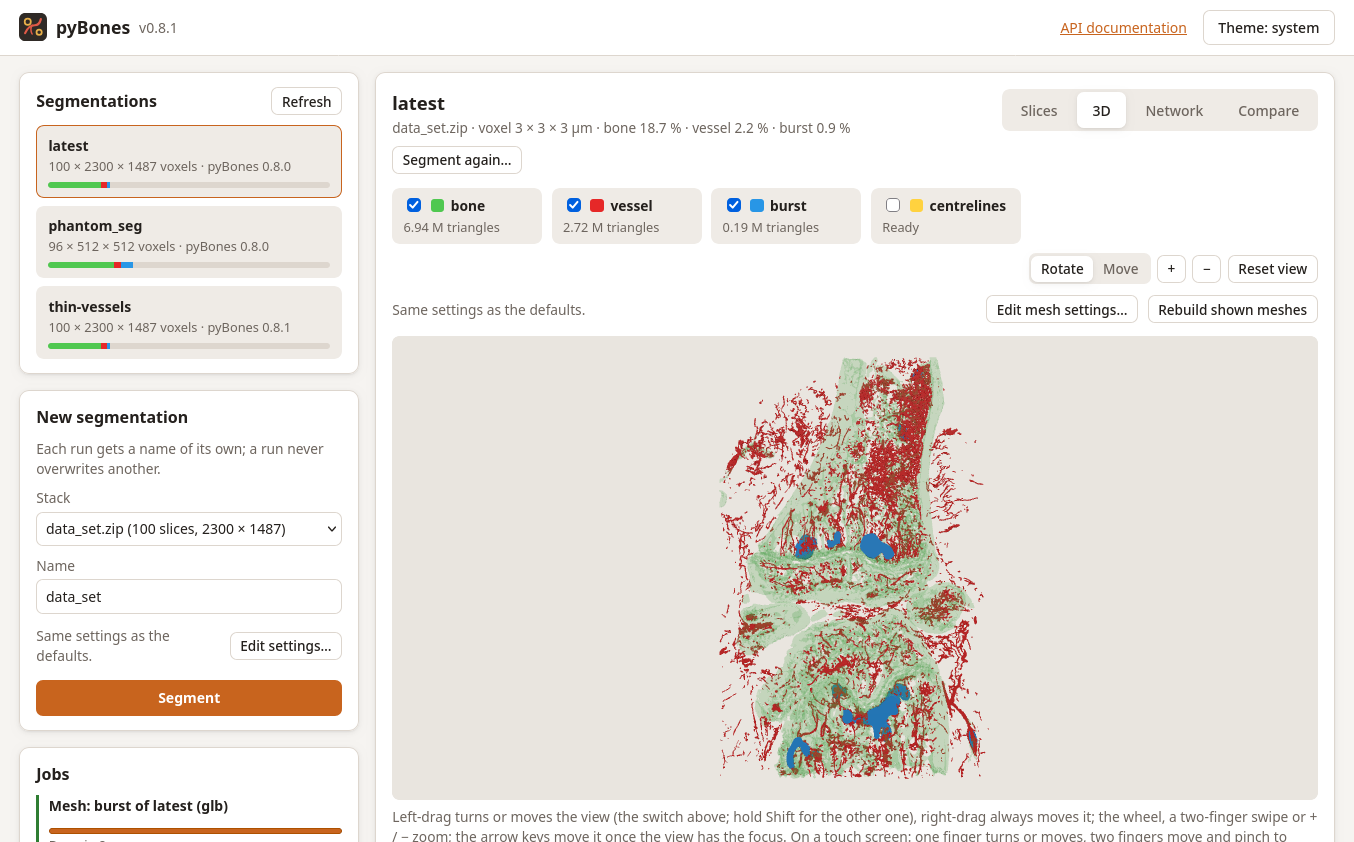 pyBones v0.8.1
API documentation
Theme: system
Segmentations
Refresh
latest
100 × 2300 × 1487 voxels · pyBones 0.8.0
phantom_seg
96 × 512 × 512 voxels · pyBones 0.8.0
thin-vessels
100 × 2300 × 1487 voxels · pyBones 0.8.1
New segmentation
Each run gets a name of its own; a run never
overwrites another.
Stack
data_set.zip (100 slices, 2300 × 1487)
Name
data_set
Same settings as the
defaults.
Edit settings...
Segment
Jobs
Mesh: burst of latest (glb)
latest
data_set.zip · voxel 3 × 3 × 3 µm · bone 18.7 % · vessel 2.2 % · burst 0.9 %
Slices
3D
Network
Compare
Segment again...
bone
6.94 M triangles
vessel
2.72 M triangles
burst
0.19 M triangles
centrelines
Ready
Rotate
Move
+
−
Reset view
Same settings as the defaults.
Edit mesh settings...
Rebuild shown meshes
Left-drag turns or moves the view (the switch above; hold Shift for the other one), right-drag always moves it; the wheel, a two-finger swipe or +
/ − zoom; the arrow keys move it once the view has the focus. On a touch screen: one finger turns or moves, two fingers move and pinch to